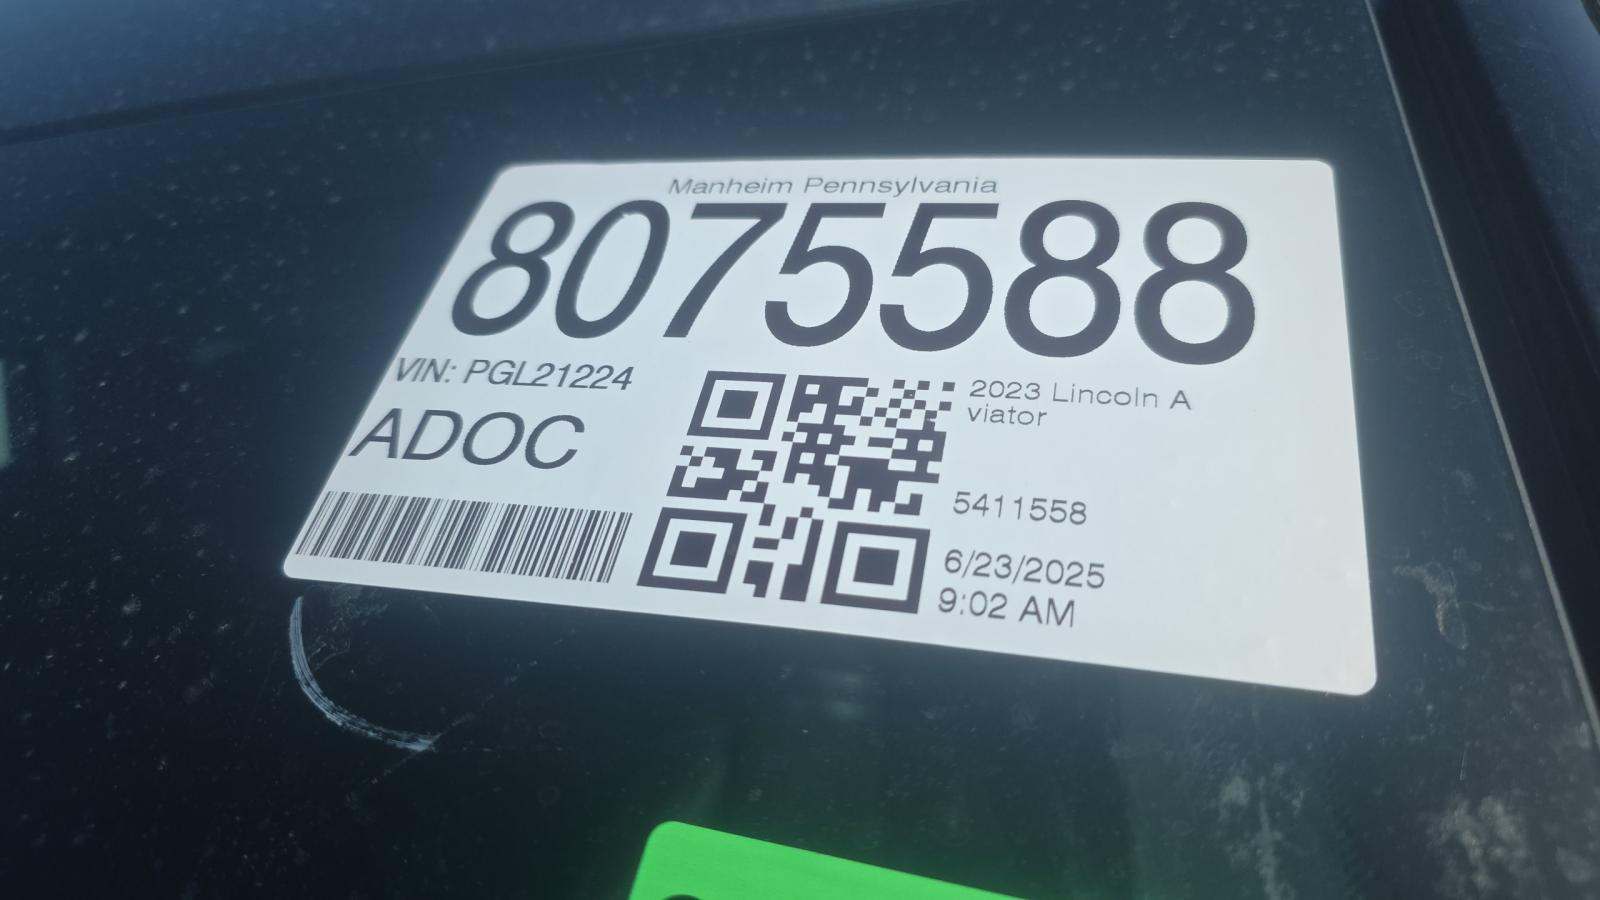 Manheim Pennsylvania
8075588
VIN: PGL21224
ADOC
2023 Lincoln A
viator
5411558
6/23/2025
9:02 AM